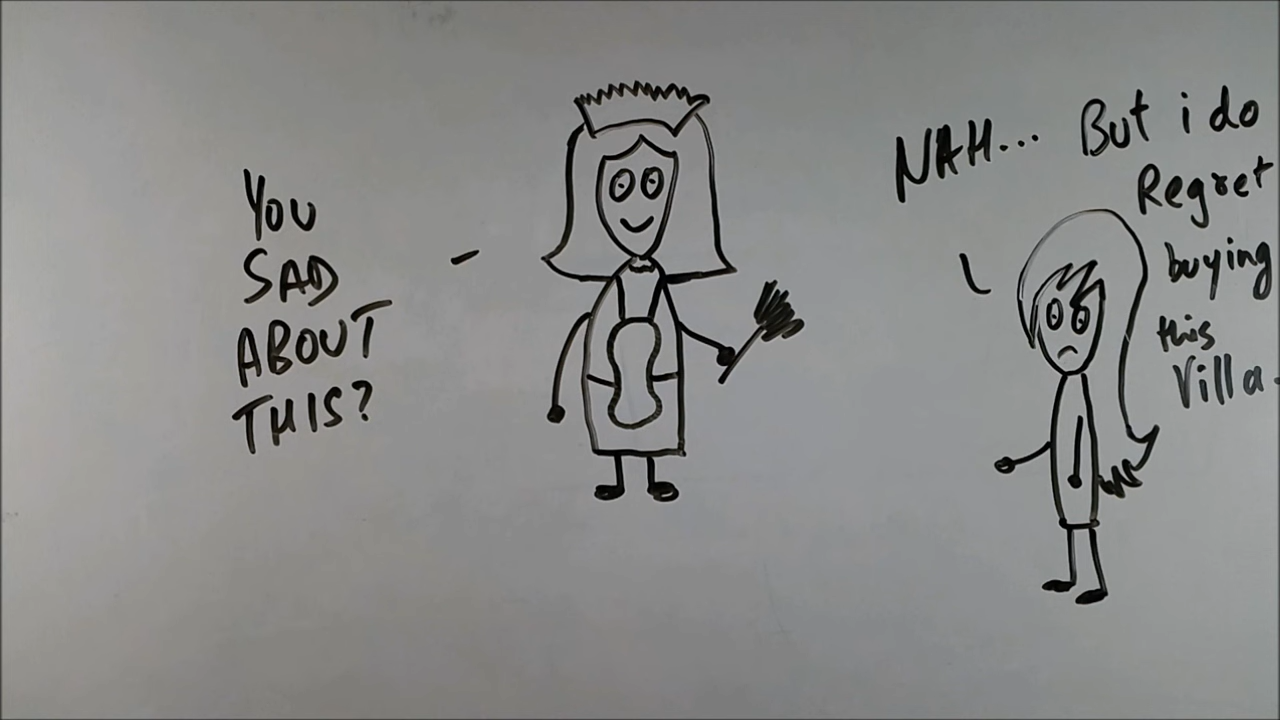 YOU
SAD
ABOUT
THIS?
NAH... But i do
Regret
buying
this
Villa.